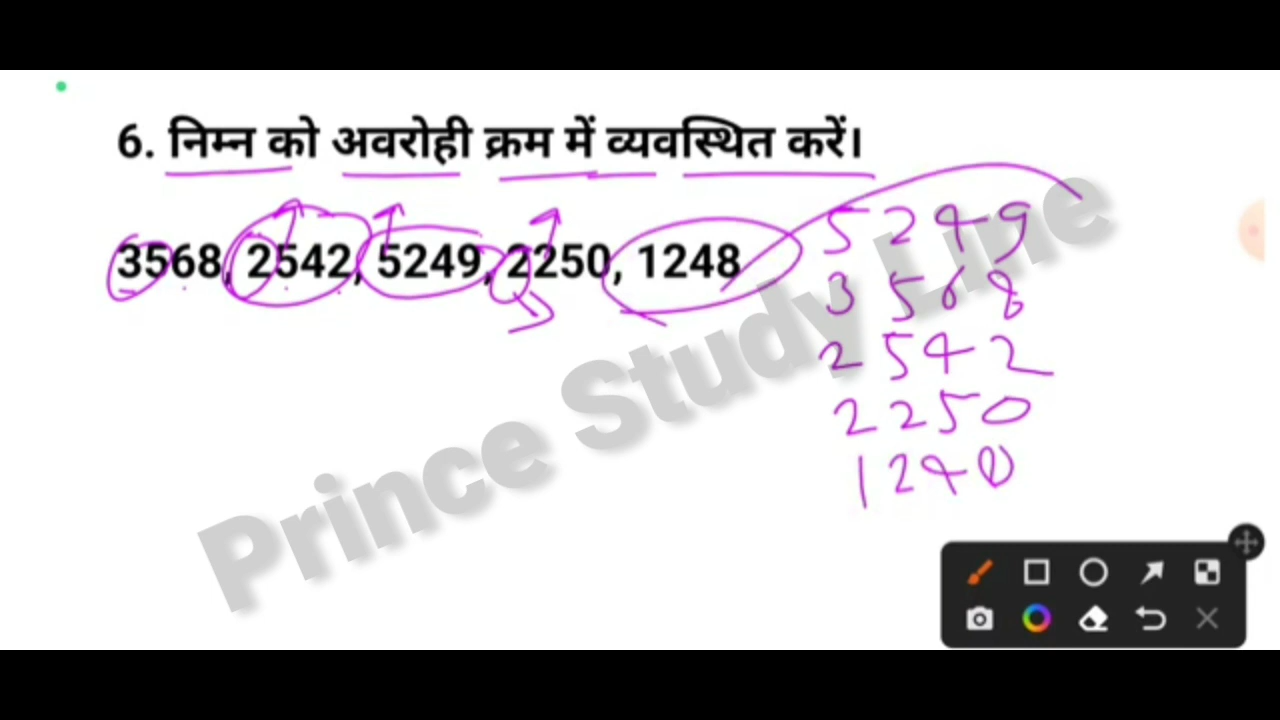 6. निम्न को अवरोही क्रम में व्यवस्थित करें।
3568, 2542, 5249, 2250, 1248
5249
3568
2542
2250
1248
Prince Study Line